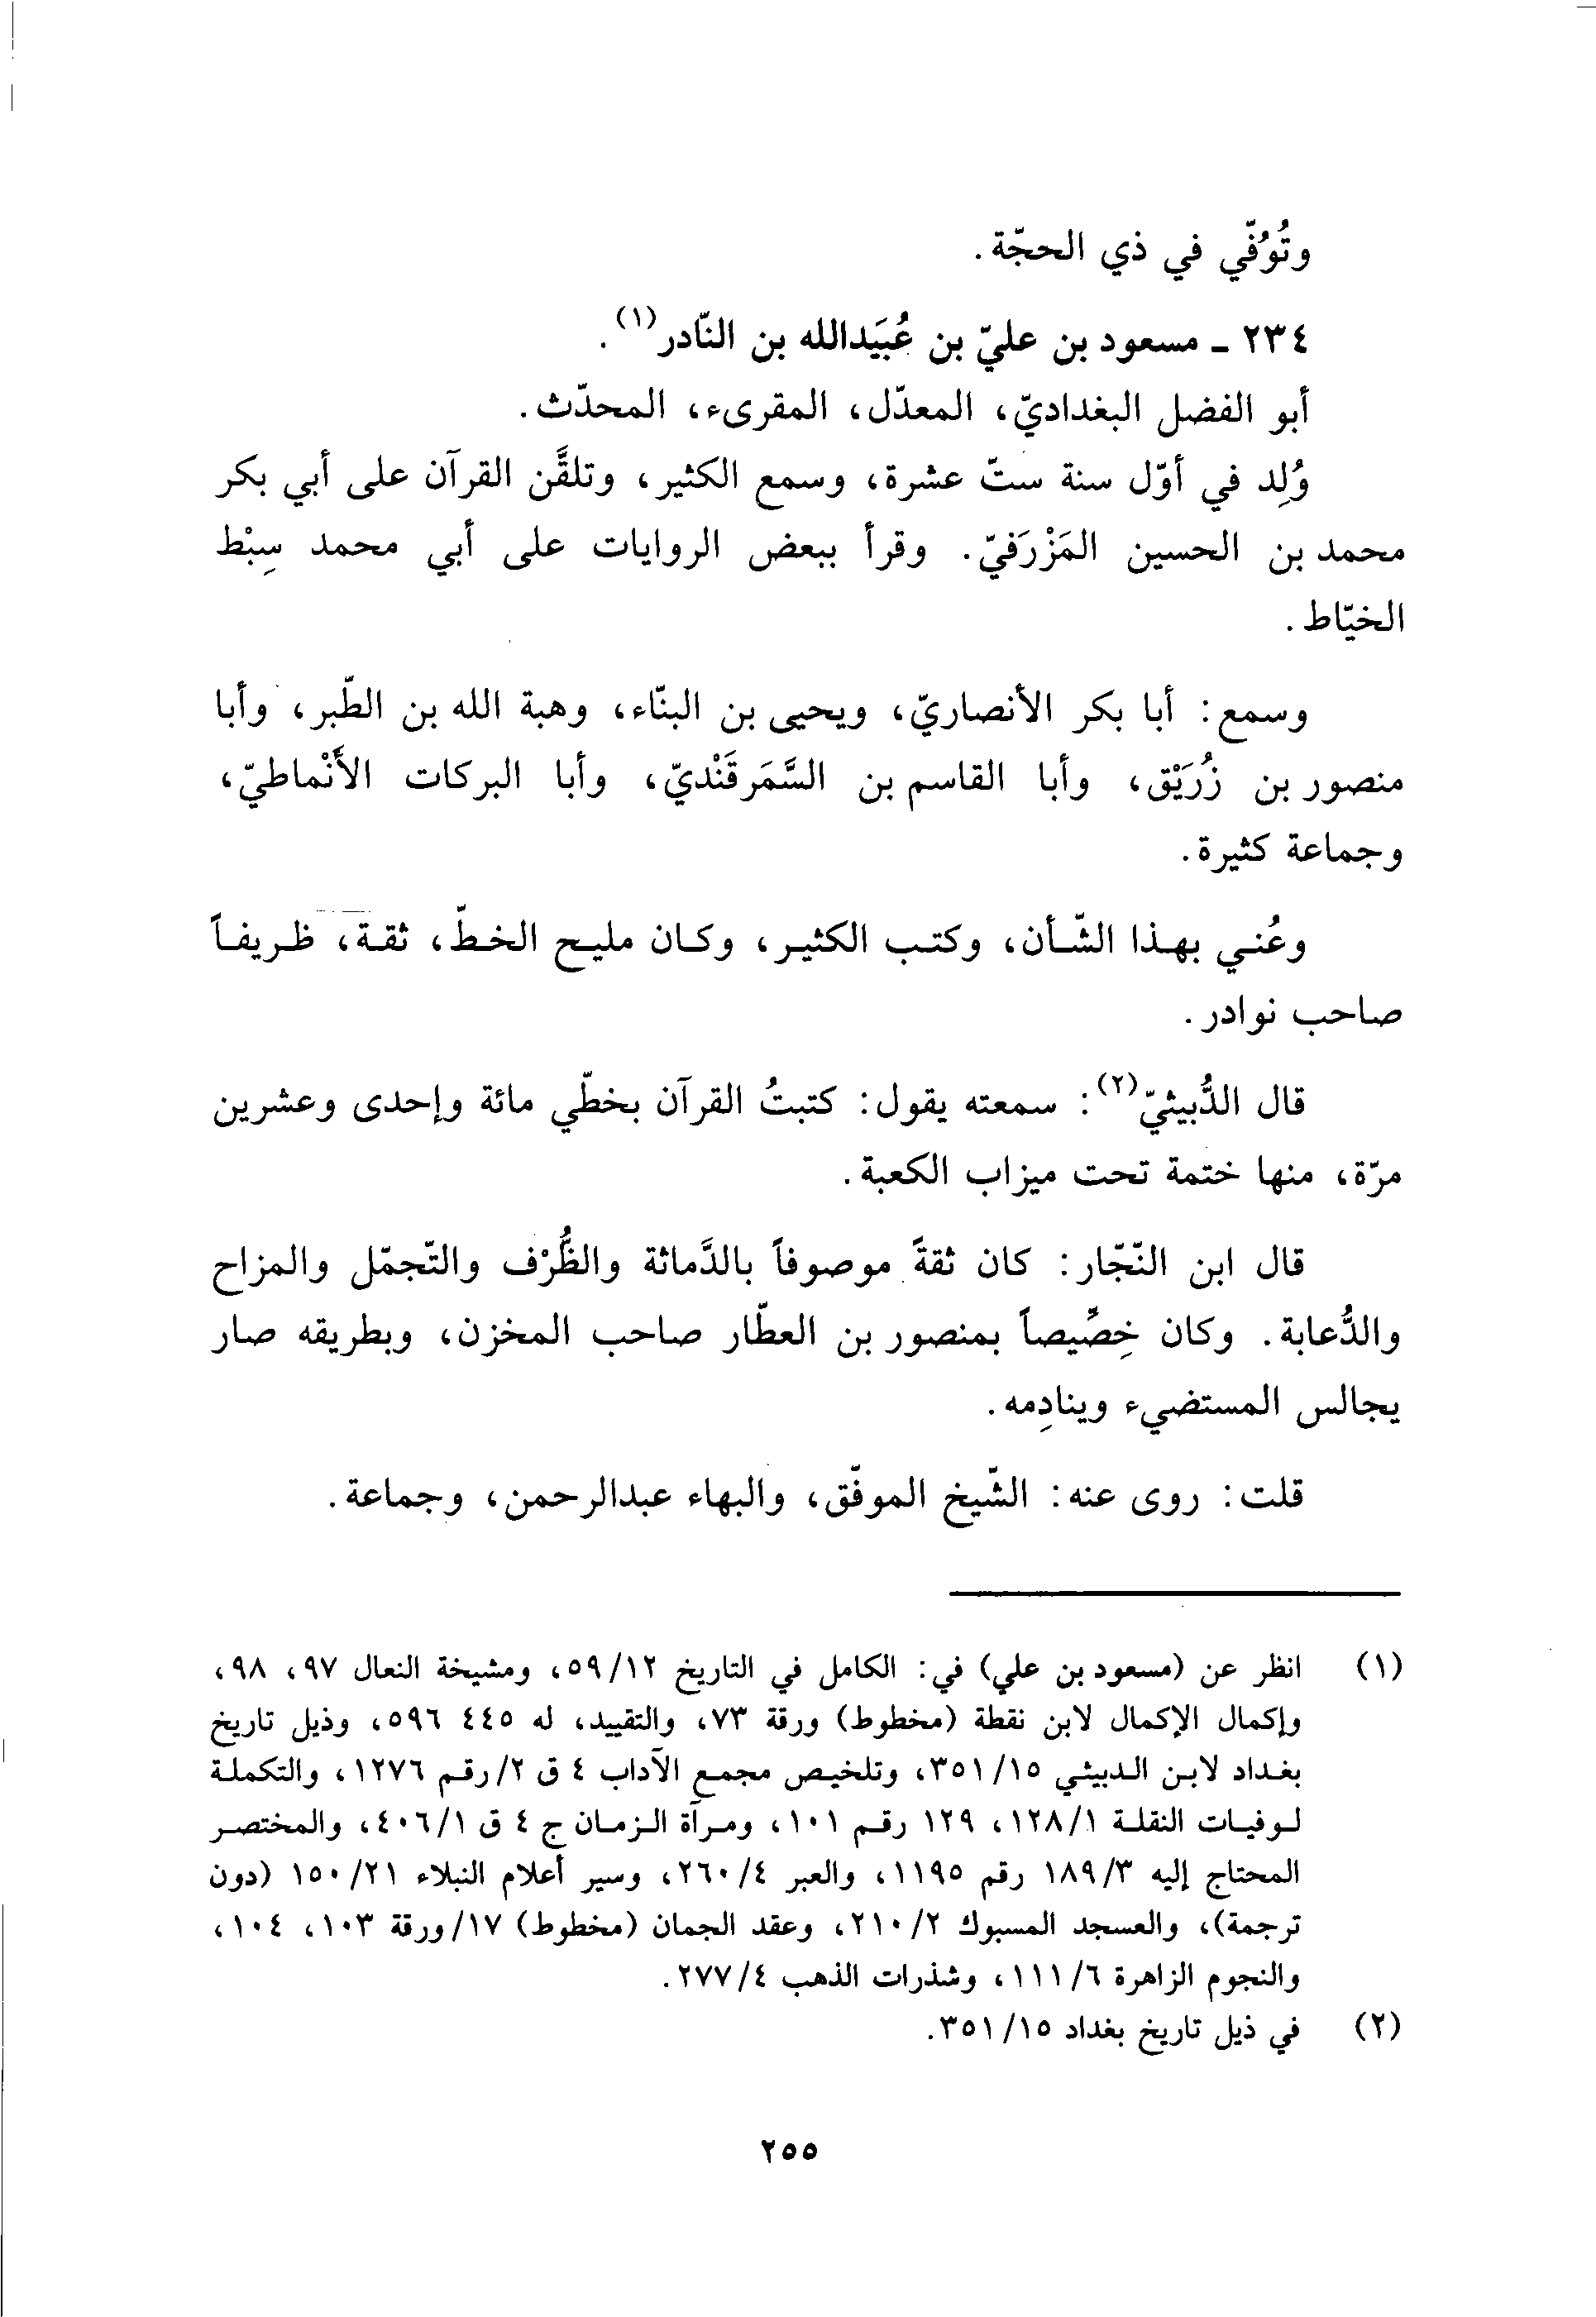 وتُوُفّي في ذي الحجّة.
٢٣٤ ـ مسعود بن عليّ بن عُبَيدالله بن النّادر(١).
أبو الفضل البغداديّ، المعدّل، المقرىء، المحدّث.
وُلِد في أوّل سنة ستّ عشرة، وسمع الكثير، وتلقَّن القرآن على أبي بكر
محمد بن الحسين المَزْرَفيّ. وقرأ ببعض الروايات على أبي محمد سِبْط
الخيّاط.
وسمع: أبا بكر الأنصاريّ، ويحيى بن البنّاء، وهبة الله بن الطّبر، وأبا
منصور بن زُرَيْق، وأبا القاسم بن السَّمَرقَنْديّ، وأبا البركات الأَنْماطيّ،
وجماعة كثيرة.
وعُني بهذا الشّأن، وكتب الكثير، وكان مليح الخطّ، ثقة، ظريفاً
صاحب نوادر.
قال الدُّبيثيّ(٢): سمعته يقول: كتبتُ القرآن بخطّي مائة وإحدى وعشرين
مرّة، منها ختمة تحت ميزاب الكعبة.
قال ابن النّجّار: كان ثقةً موصوفاً بالدَّماثة والظُّرْف والتّجمّل والمزاح
والدُّعابة. وكان خِصِّيصاً بمنصور بن العطّار صاحب المخزن، وبطريقه صار
يجالس المستضيء وينادِمه.
قلت: روى عنه: الشّيخ الموفّق، والبهاء عبدالرحمن، وجماعة.
(١) انظر عن (مسعود بن علي) في: الكامل في التاريخ ١٢/٥٩، ومشيخة النعال ٩٧، ٩٨،
وإكمال الإكمال لابن نقطة (مخطوط) ورقة ٧٣، والتقييد، له ٤٤٥ ٥٩٦، وذيل تاريخ
بغداد لابن الدبيثي ١٥/٣٥١، وتلخيص مجمع الآداب ٤ ق ٢/رقم ١٢٧٦، والتكملة
لوفيات النقلة ١/١٢٨، ١٢٩ رقم ١٠١، ومرآة الزمان ج ٤ ق ١/٤٠٦، والمختصر
المحتاج إليه ٣/١٨٩ رقم ١١٩٥، والعبر ٤/٢٦٠، وسير أعلام النبلاء ٢١/١٥٠ (دون
ترجمة)، والعسجد المسبوك ٢/٢١٠، وعقد الجمان (مخطوط) ١٧/ورقة ١٠٣، ١٠٤،
والنجوم الزاهرة ٦/١١١، وشذرات الذهب ٤/٢٧٧.
(٢) في ذيل تاريخ بغداد ١٥/٣٥١.
٢٥٥